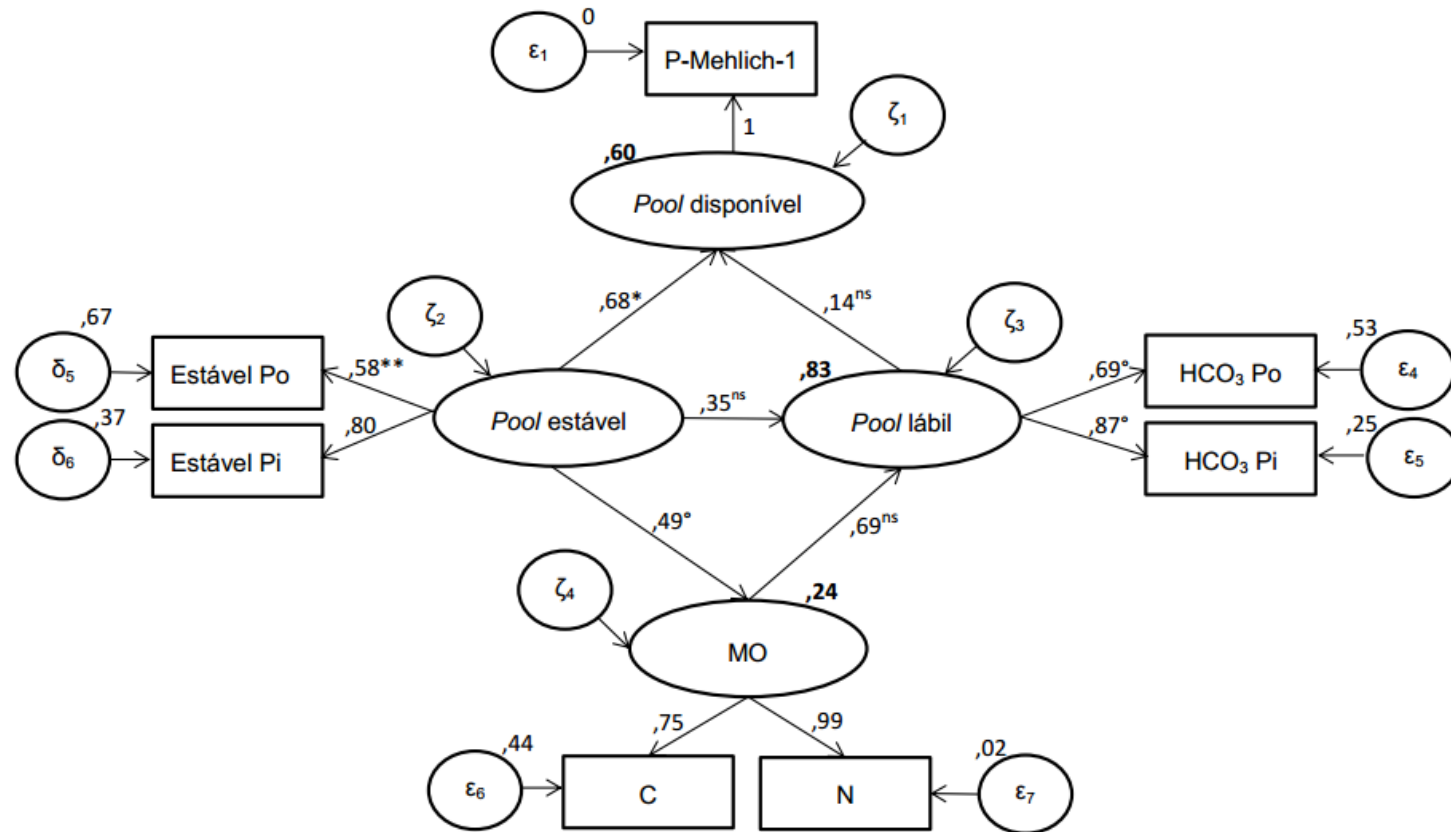 0
ε₁
P-Mehlich-1
ζ₁
1
,60
Pool disponível
ζ₂
,68*
,14ⁿˢ
ζ₃
,67
δ₅
Estável Po
,58**
,37
δ₆
Estável Pi
,80
Pool estável
,35ⁿˢ
,83
Pool lábil
,69°
HCO₃ Po
,53
ε₄
,87°
HCO₃ Pi
,25
ε₅
,49°
,69ⁿˢ
ζ₄
,24
MO
,75
,99
,44
ε₆
C
N
,02
ε₇